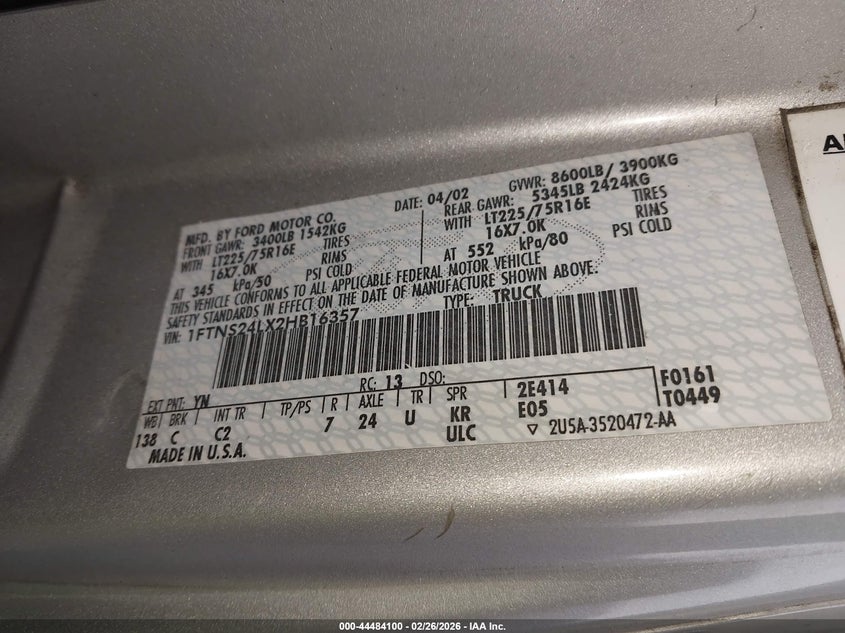 MFD. BY FORD MOTOR CO.
DATE: 04/02
GVWR: 8600LB/ 3900KG
FRONT GAWR: 3400LB 1542KG
REAR GAWR: 5345LB 2424KG
WITH LT225/75R16E TIRES
WITH LT225/75R16E TIRES
16X7.0K RIMS
16X7.0K RIMS
AT 345 kPa/50 PSI COLD
AT 552 kPa/80 PSI COLD
THIS VEHICLE CONFORMS TO ALL APPLICABLE FEDERAL MOTOR VEHICLE
SAFETY STANDARDS IN EFFECT ON THE DATE OF MANUFACTURE SHOWN ABOVE.
VIN: 1FTNS24LX2HB16357
TYPE: TRUCK
EXT PNT: YN RC: 13 DSO:
WB BRK INT TR TP/PS R AXLE TR SPR
138 C C2 7 24 U KR
ULC
2E414
E05
F0161
T0449
MADE IN U.S.A.
▽ 2U5A-3520472-AA
000-44484100 - 02/26/2026 - IAA Inc.